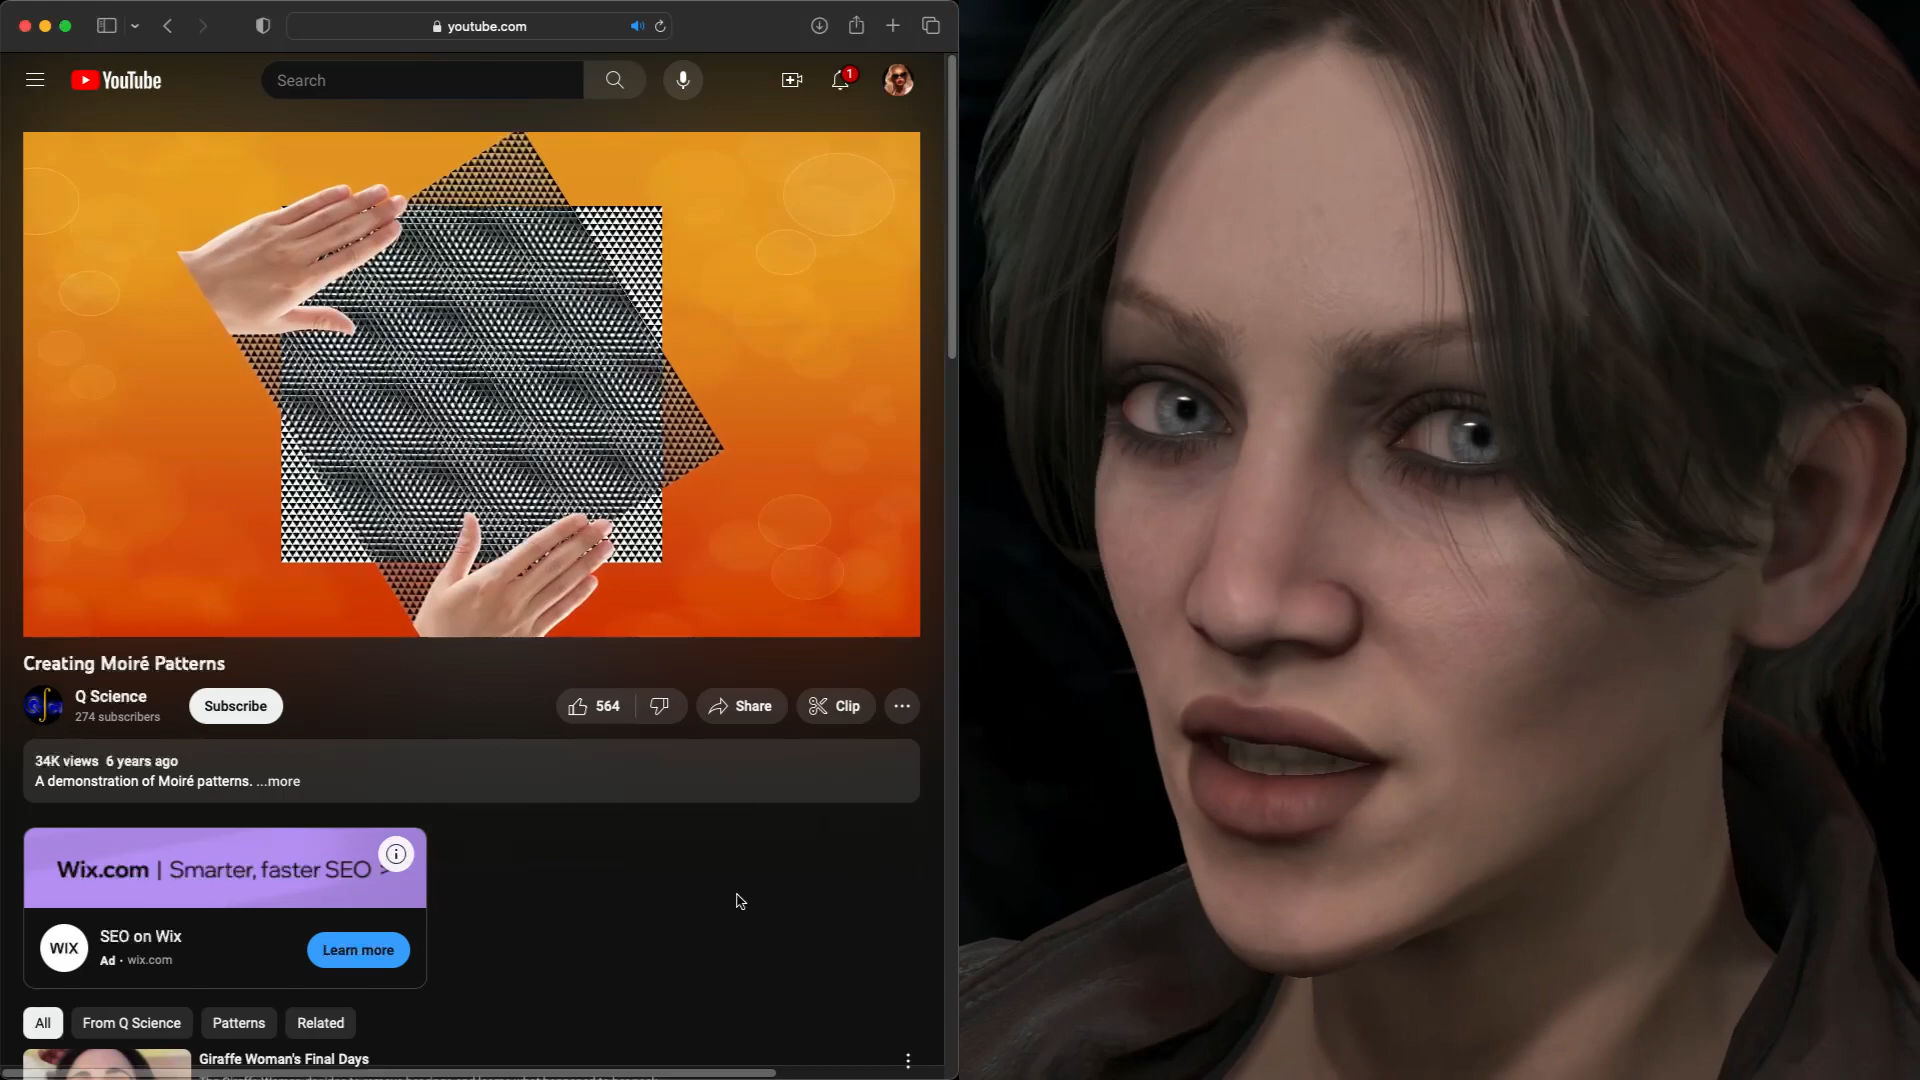 youtube.com
YouTube
Search
1
Creating Moiré Patterns
Q Science
274 subscribers
Subscribe
564
Share
Clip
34K views 6 years ago
A demonstration of Moiré patterns. ...more
Wix.com | Smarter, faster SEO >
WIX
SEO on Wix
Ad · wix.com
Learn more
All
From Q Science
Patterns
Related
Giraffe Woman's Final Days